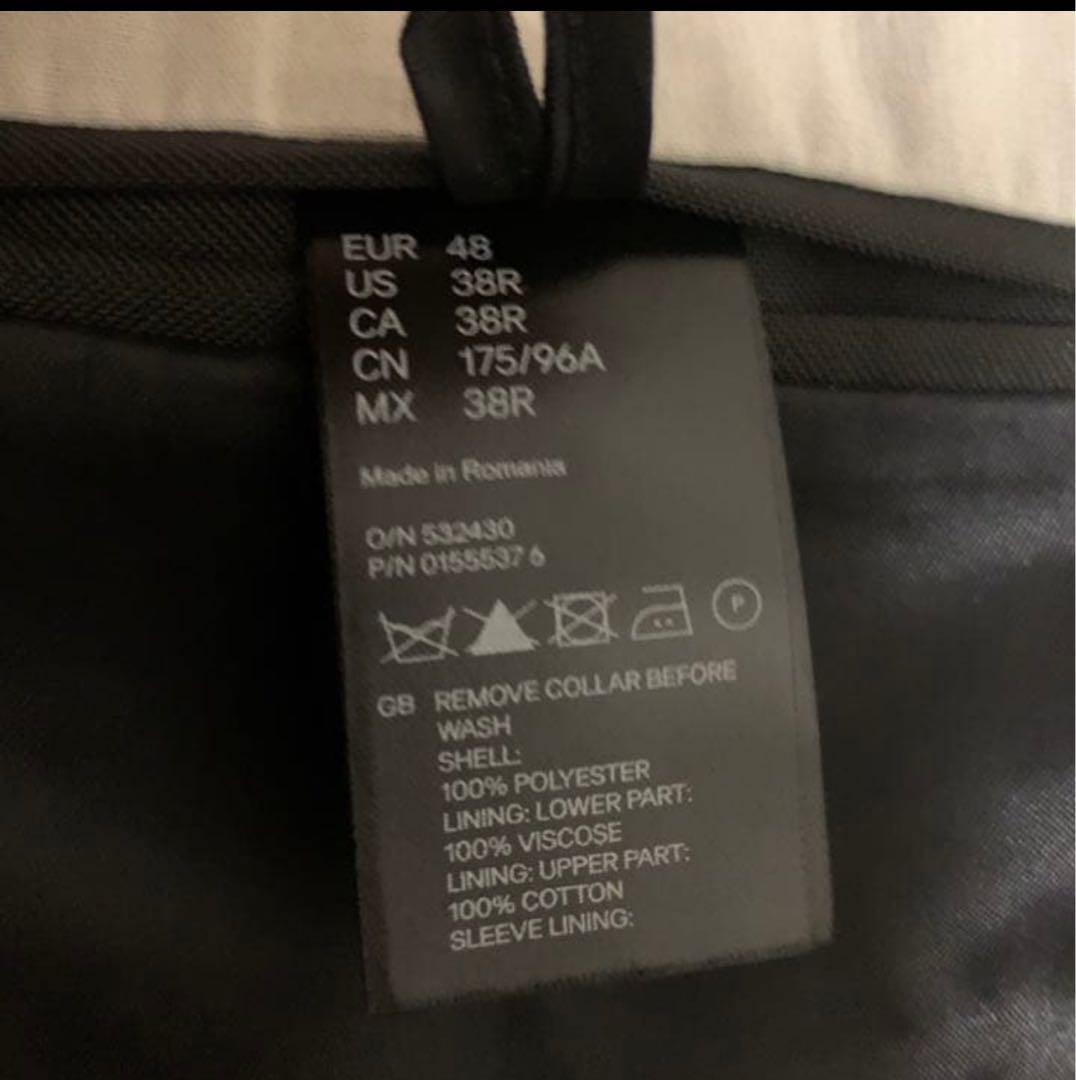 EUR 48
US 38R
CA 38R
CN 175/96A
MX 38R
Made in Romania
O/N 532430
P/N 0155537 6
P
GB REMOVE COLLAR BEFORE
WASH
SHELL:
100% POLYESTER
LINING: LOWER PART:
100% VISCOSE
LINING: UPPER PART:
100% COTTON
SLEEVE LINING: